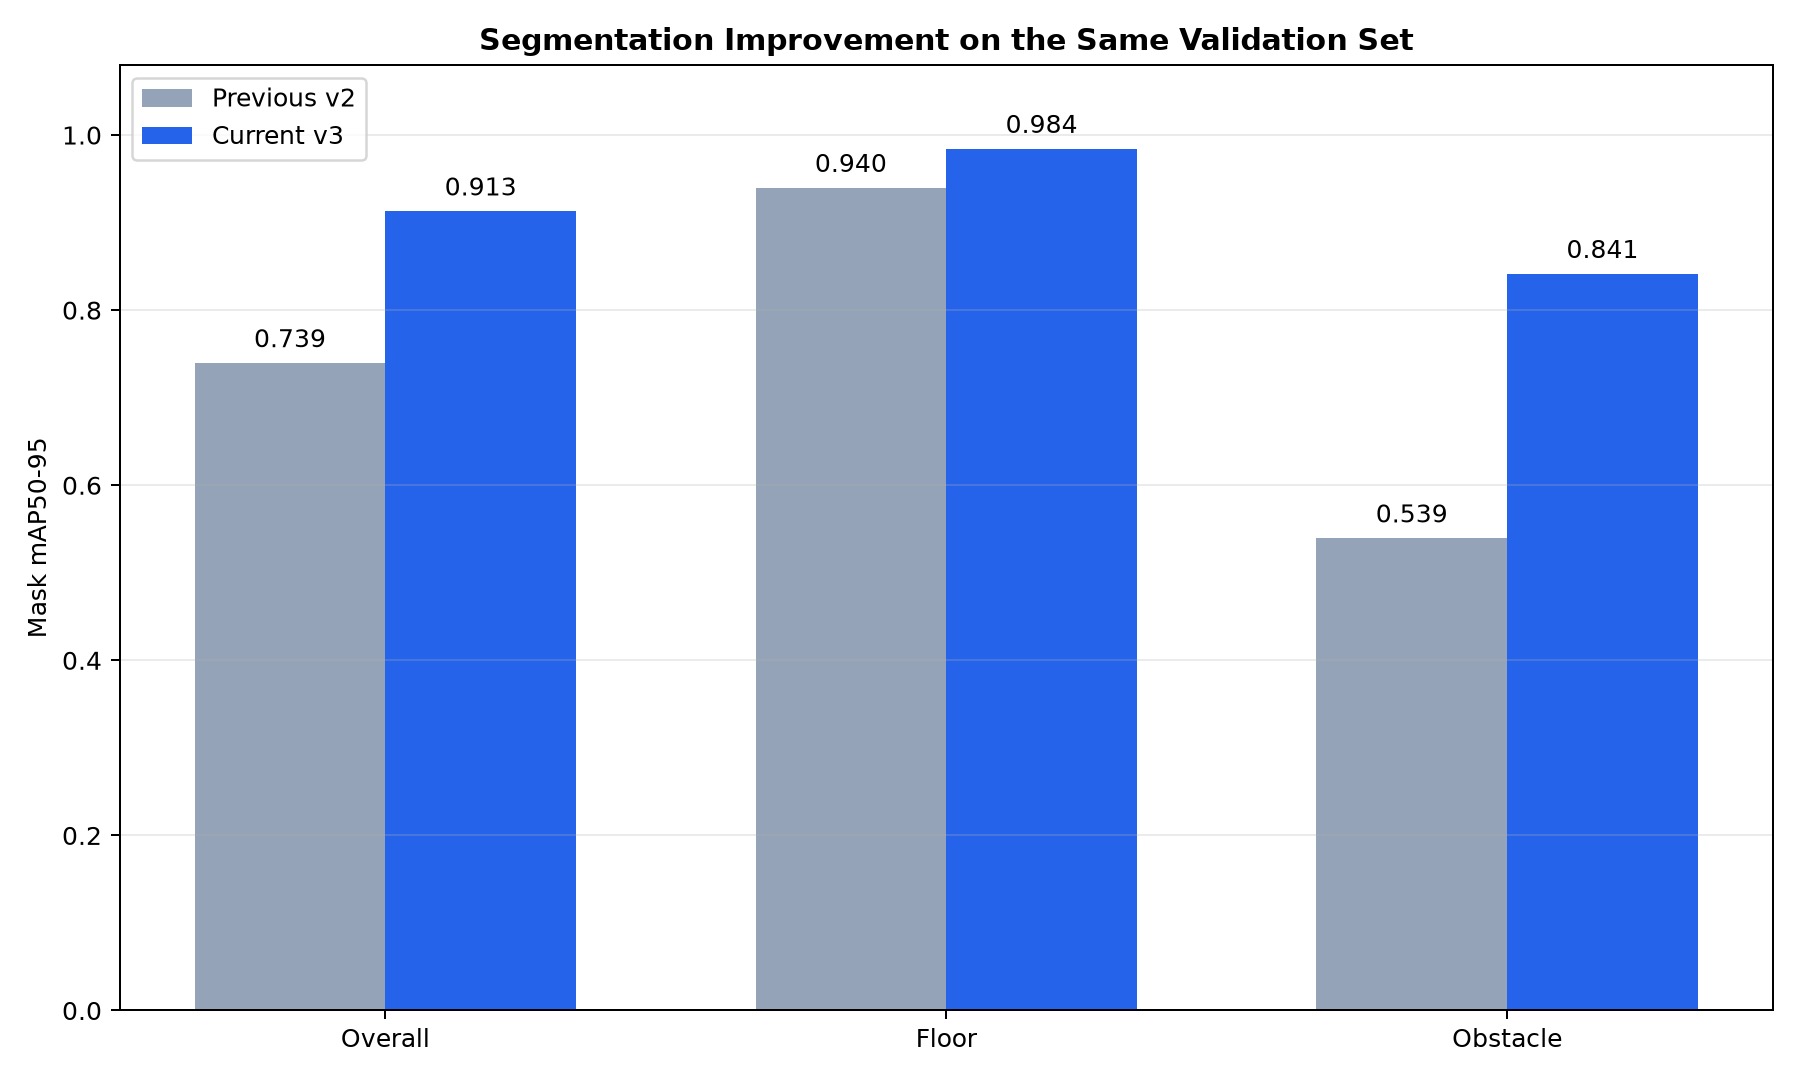 Segmentation Improvement on the Same Validation Set
Previous v2
Current v3
Mask mAP50-95
1.0
0.8
0.6
0.4
0.2
0.0
0.739
0.913
0.940
0.984
0.539
0.841
Overall
Floor
Obstacle